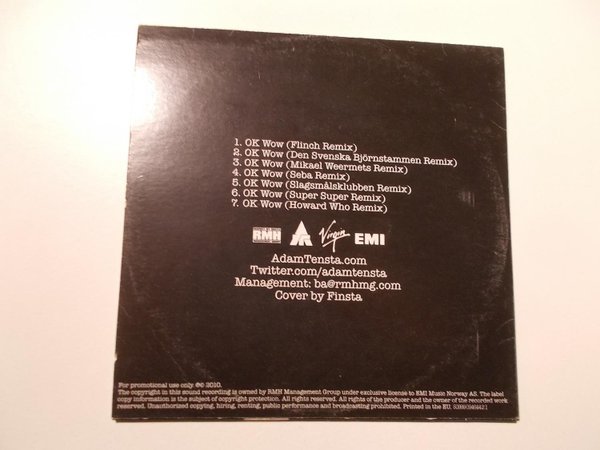 1. OK Wow (Flinch Remix)
2. OK Wow (Den Svenska Björnstammen Remix)
3. OK Wow (Mikael Weermets Remix)
4. OK Wow (Seba Remix)
5. OK Wow (Slagsmålsklubben Remix)
6. OK Wow (Super Super Remix)
7. OK Wow (Howard Who Remix)
RMH Virgin EMI
AdamTensta.com
Twitter.com/adamtensta
Management: ba@rmhmg.com
Cover by Finsta
For promotional use only. ℗© 2010.
The copyright in this sound recording is owned by RMH Management Group under exclusive license to EMI Music Norway AS. The label
copy information is the subject of copyright protection. All rights reserved. All rights of the producer and the owner of the recorded work
reserved. Unauthorized copying, hiring, renting, public performance and broadcasting prohibited. Printed in the EU.